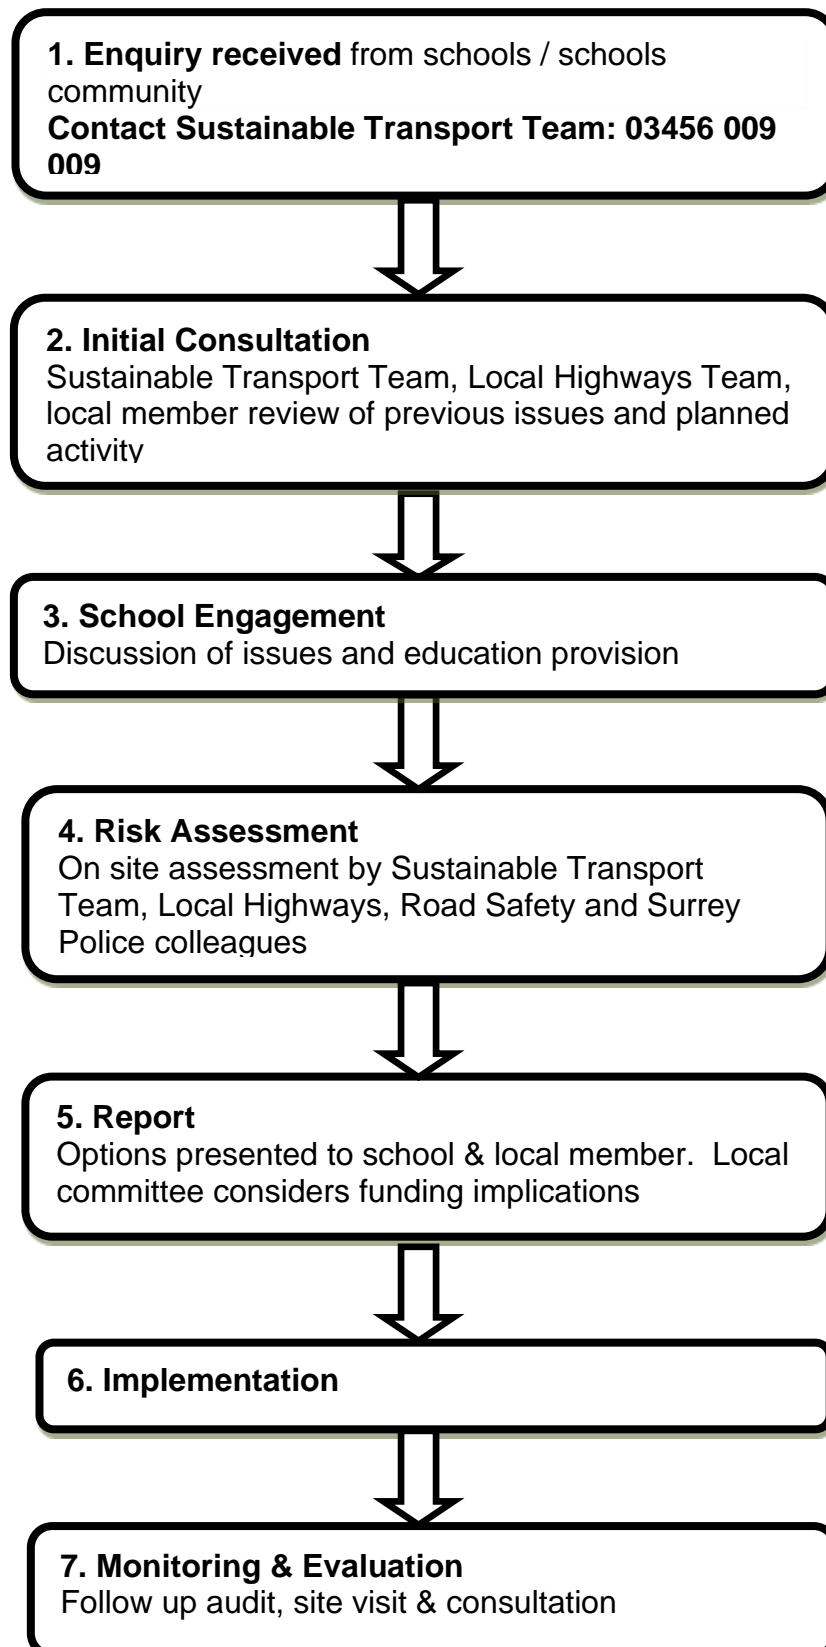 1. Enquiry received from schools / schools
community
Contact Sustainable Transport Team: 03456 009
009
2. Initial Consultation
Sustainable Transport Team, Local Highways Team,
local member review of previous issues and planned
activity
3. School Engagement
Discussion of issues and education provision
4. Risk Assessment
On site assessment by Sustainable Transport
Team, Local Highways, Road Safety and Surrey
Police colleagues
5. Report
Options presented to school & local member.  Local
committee considers funding implications
6. Implementation
7. Monitoring & Evaluation
Follow up audit, site visit & consultation